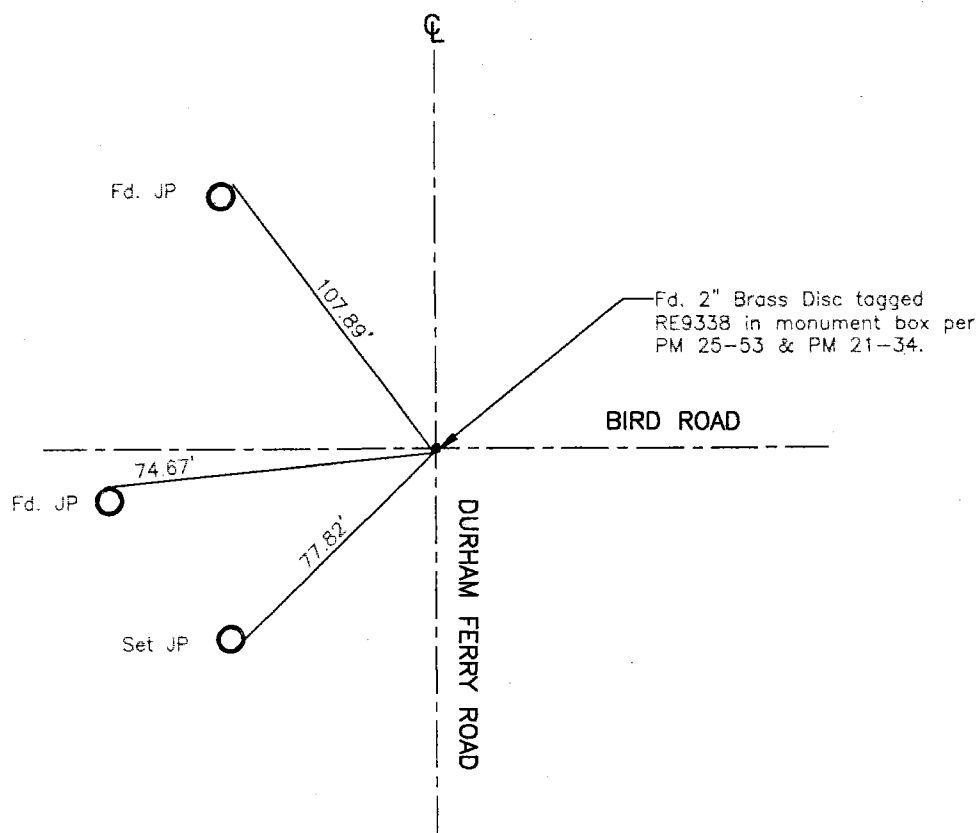 ℄
Fd. JP
107.89'
Fd. 2" Brass Disc tagged
RE9338 in monument box per
PM 25-53 & PM 21-34.
BIRD ROAD
74.67'
Fd. JP
77.82'
DURHAM FERRY ROAD
Set JP